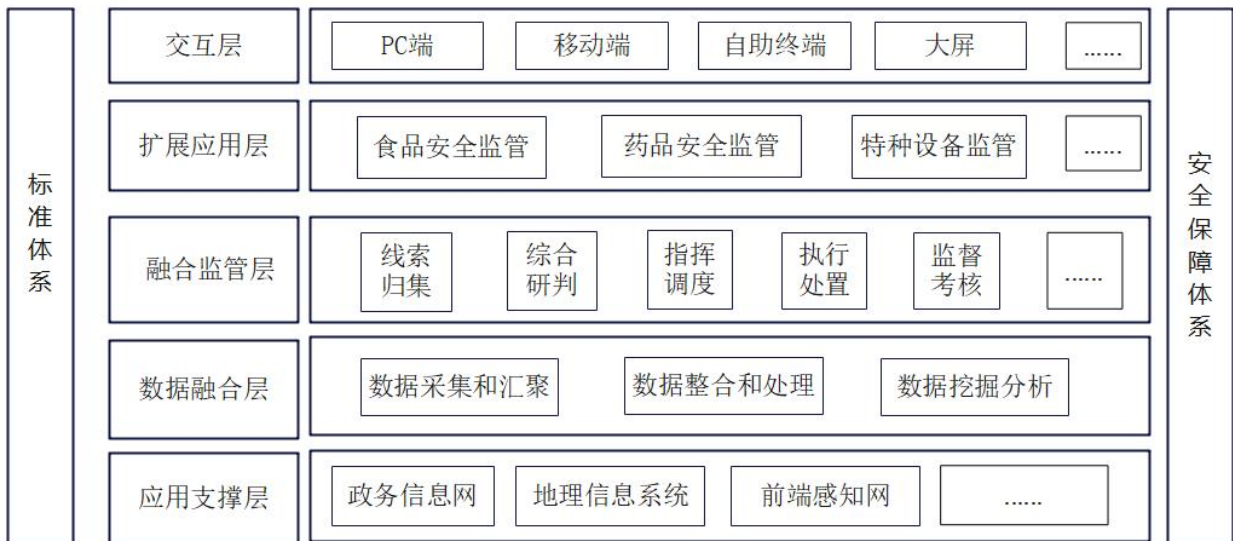 标准体系
交互层
PC端
移动端
自助终端
大屏
......
扩展应用层
食品安全监管
药品安全监管
特种设备监管
......
融合监管层
线索
归集
综合
研判
指挥
调度
执行
处置
监督
考核
......
数据融合层
数据采集和汇聚
数据整合和处理
数据挖掘分析
应用支撑层
政务信息网
地理信息系统
前端感知网
......
安全保障体系